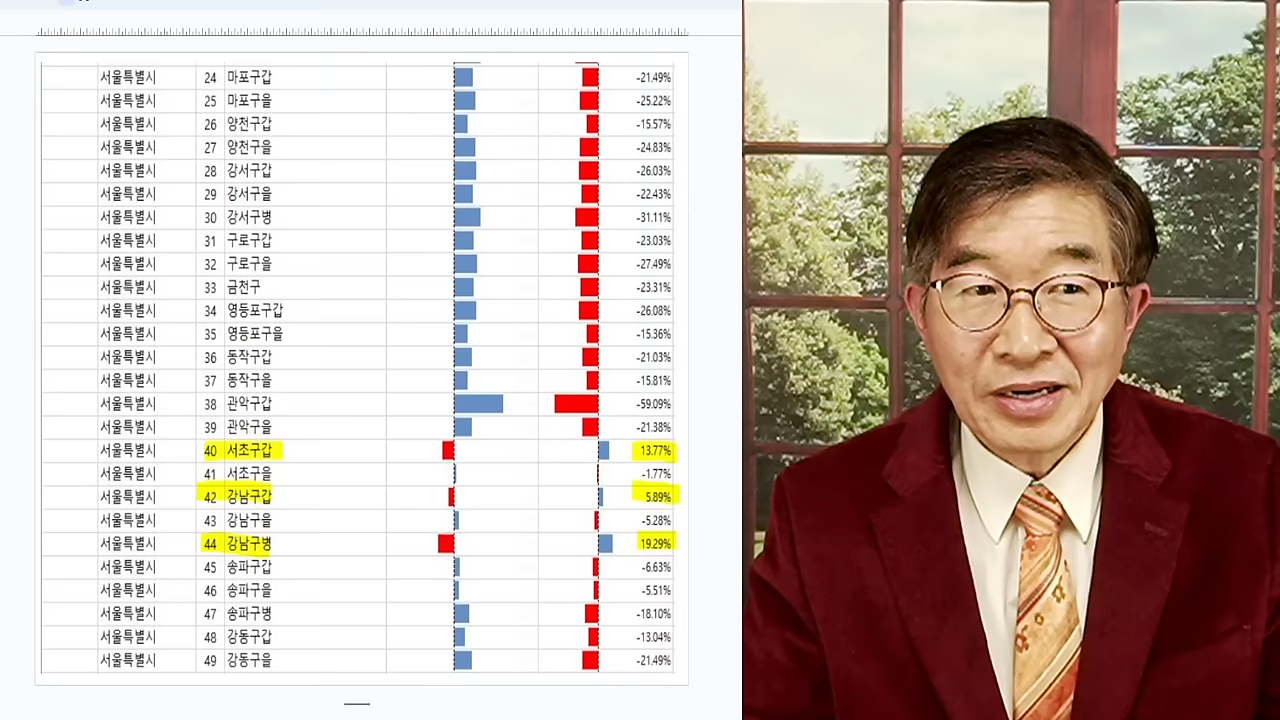 서울특별시 24 마포구갑 -21.49%
서울특별시 25 마포구을 -25.22%
서울특별시 26 양천구갑 -15.57%
서울특별시 27 양천구을 -24.83%
서울특별시 28 강서구갑 -26.03%
서울특별시 29 강서구을 -22.43%
서울특별시 30 강서구병 -31.11%
서울특별시 31 구로구갑 -23.03%
서울특별시 32 구로구을 -27.49%
서울특별시 33 금천구 -23.31%
서울특별시 34 영등포구갑 -26.08%
서울특별시 35 영등포구을 -15.36%
서울특별시 36 동작구갑 -21.03%
서울특별시 37 동작구을 -15.81%
서울특별시 38 관악구갑 -59.09%
서울특별시 39 관악구을 -21.38%
서울특별시 40 서초구갑 13.77%
서울특별시 41 서초구을 -1.77%
서울특별시 42 강남구갑 5.89%
서울특별시 43 강남구을 -5.28%
서울특별시 44 강남구병 19.29%
서울특별시 45 송파구갑 -6.63%
서울특별시 46 송파구을 -5.51%
서울특별시 47 송파구병 -18.10%
서울특별시 48 강동구갑 -13.04%
서울특별시 49 강동구을 -21.49%